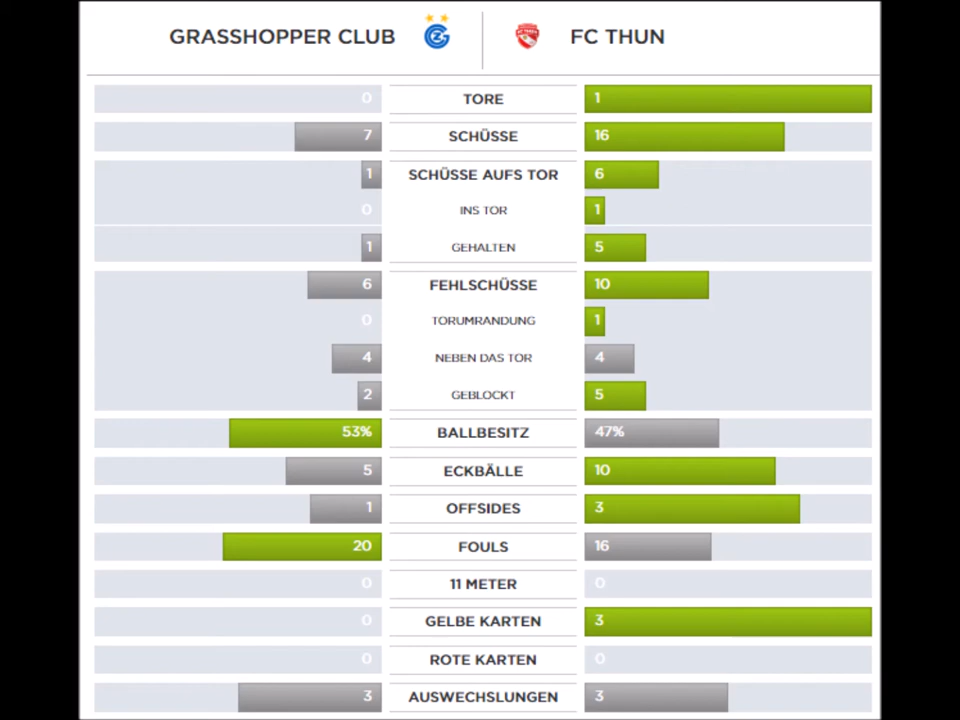 GRASSHOPPER CLUB FC THUN
0 TORE 1
7 SCHÜSSE 16
1 SCHÜSSE AUFS TOR 6
0 INS TOR 1
1 GEHALTEN 5
6 FEHLSCHÜSSE 10
0 TORUMRANDUNG 1
4 NEBEN DAS TOR 4
2 GEBLOCKT 5
53% BALLBESITZ 47%
5 ECKBÄLLE 10
1 OFFSIDES 3
20 FOULS 16
0 11 METER 0
0 GELBE KARTEN 3
0 ROTE KARTEN 0
3 AUSWECHSLUNGEN 3